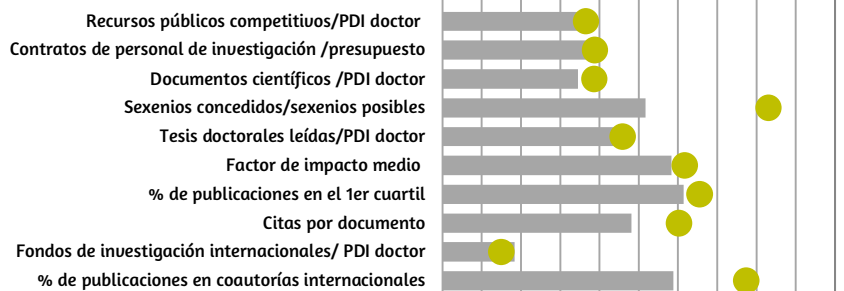 Recursos públicos competitivos/PDI doctor
Contratos de personal de investigación /presupuesto
Documentos científicos /PDI doctor
Sexenios concedidos/sexenios posibles
Tesis doctorales leídas/PDI doctor
Factor de impacto medio
% de publicaciones en el 1er cuartil
Citas por documento
Fondos de investigación internacionales/ PDI doctor
% de publicaciones en coautorías internacionales